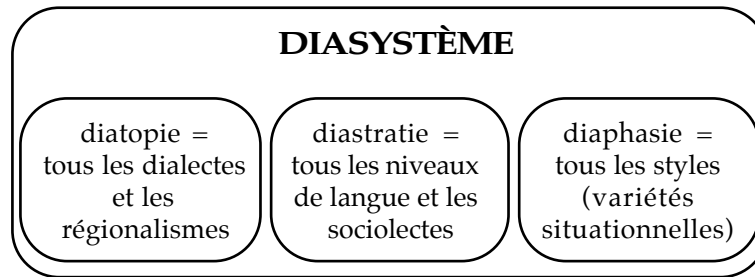 DIASYSTÈME
diatopie =
tous les dialectes
et les
régionalismes
diastratie =
tous les niveaux
de langue et les
sociolectes
diaphasie =
tous les styles
(variétés
situationnelles)